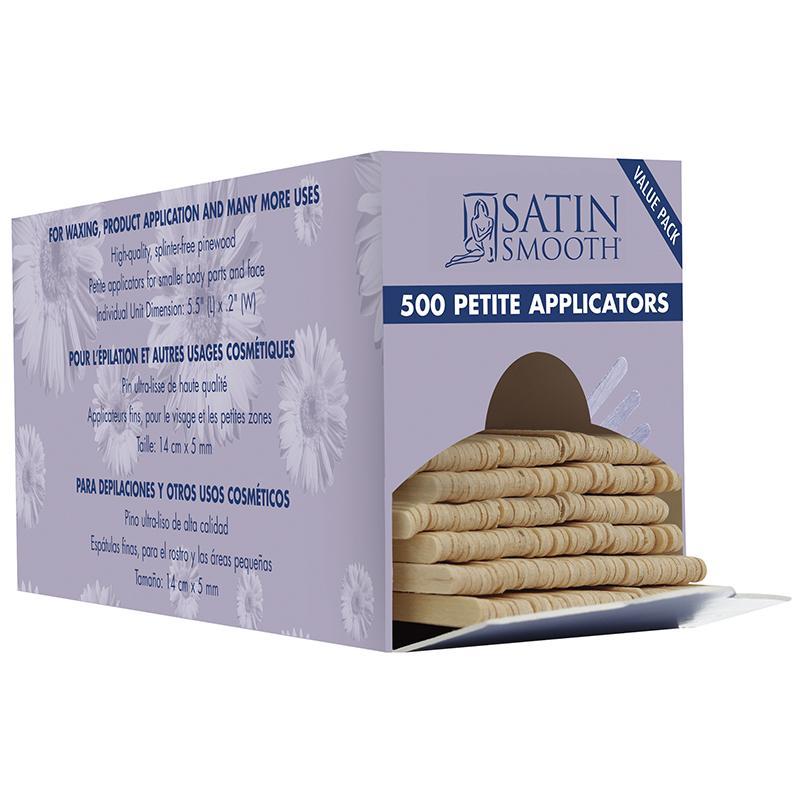 FOR WAXING, PRODUCT APPLICATION AND MANY MORE USES
High-quality, splinter-free pinewood
Petite applicators for smaller body parts and face
Individual Unit Dimension: 5.5" (L) x .2" (W)
POUR L'ÉPILATION ET AUTRES USAGES COSMÉTIQUES
Pin ultra-lisse de haute qualité
Applicateurs fins, pour le visage et les petites zones
Taille: 14 cm x 5 mm
PARA DEPILACIONES Y OTROS USOS COSMÉTICOS
Pino ultra-liso de alta calidad
Espátulas finas, para el rostro y las áreas pequeñas
Tamaño: 14 cm x 5 mm
VALUE PACK
SATIN
SMOOTH®
500 PETITE APPLICATORS